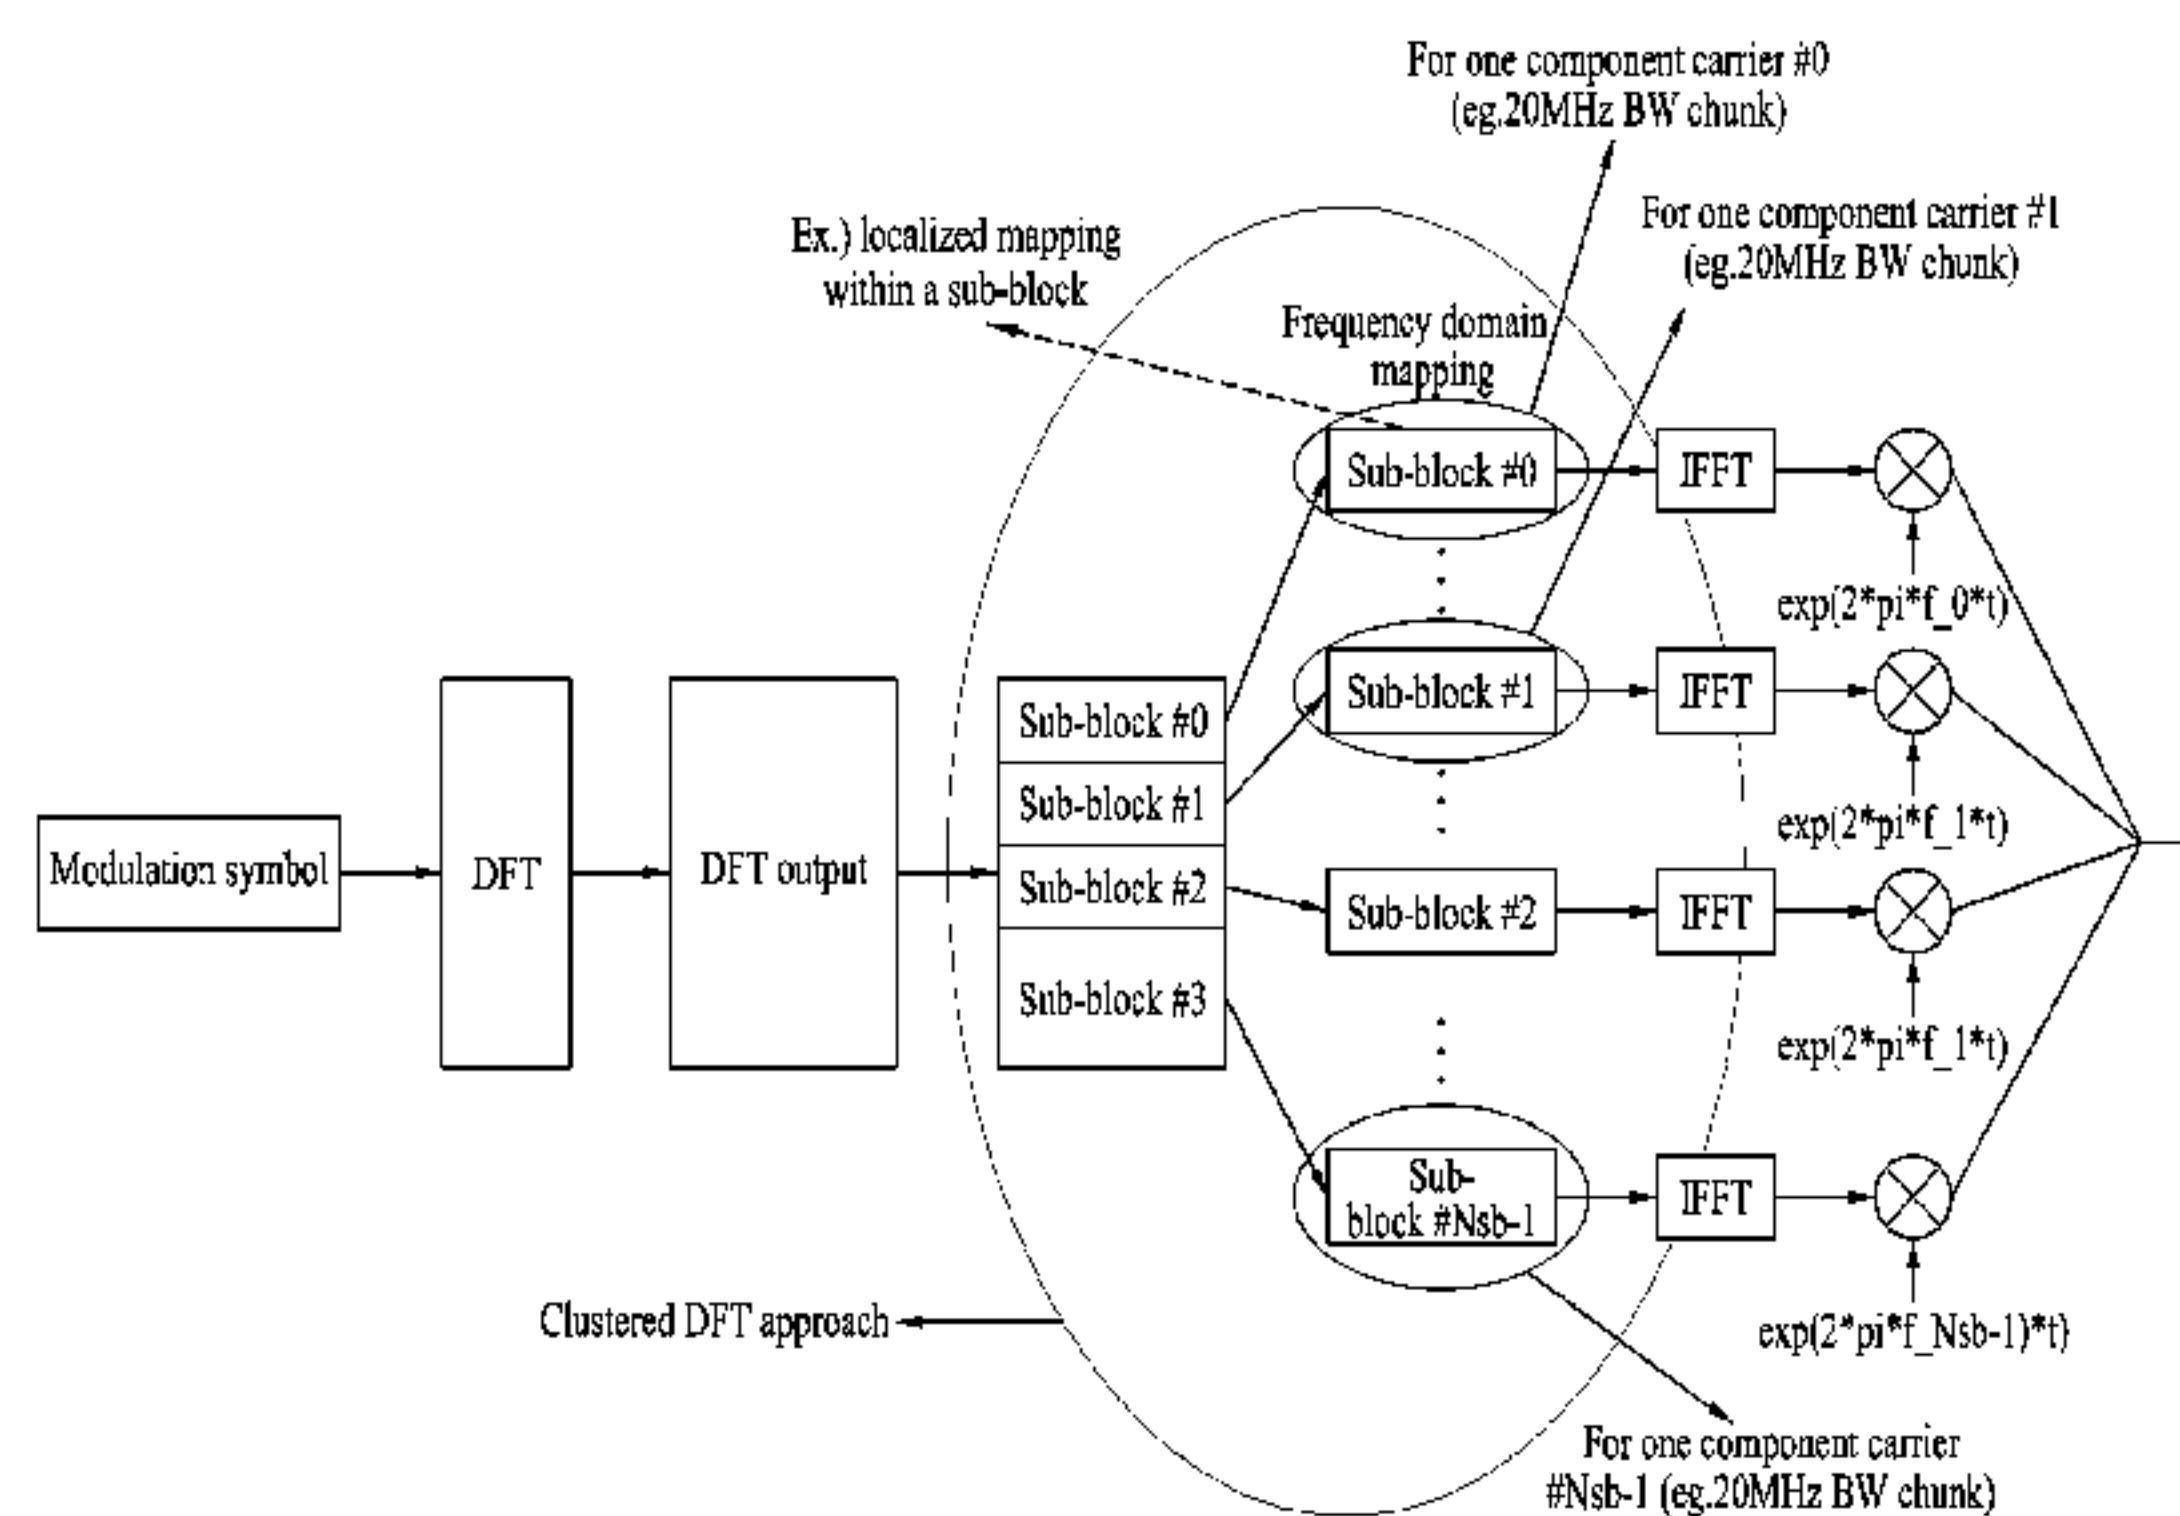 For one component carrier #0
(eg.20MHz BW chunk)
For one component carrier #1
(eg.20MHz BW chunk)
Ex.) localized mapping
within a sub-block
Frequency domain
mapping
Sub-block #0
IFFT
exp(2*pi*f_0*t)
Sub-block #1
IFFT
exp(2*pi*f_1*t)
Modulation symbol
DFT
DFT output
Sub-block #0
Sub-block #1
Sub-block #2
Sub-block #3
Sub-block #2
IFFT
exp(2*pi*f_1*t)
Sub-
block #Nsb-1
IFFT
exp(2*pi*f_Nsb-1)*t)
Clustered DFT approach
For one component carrier
#Nsb-1 (eg.20MHz BW chunk)